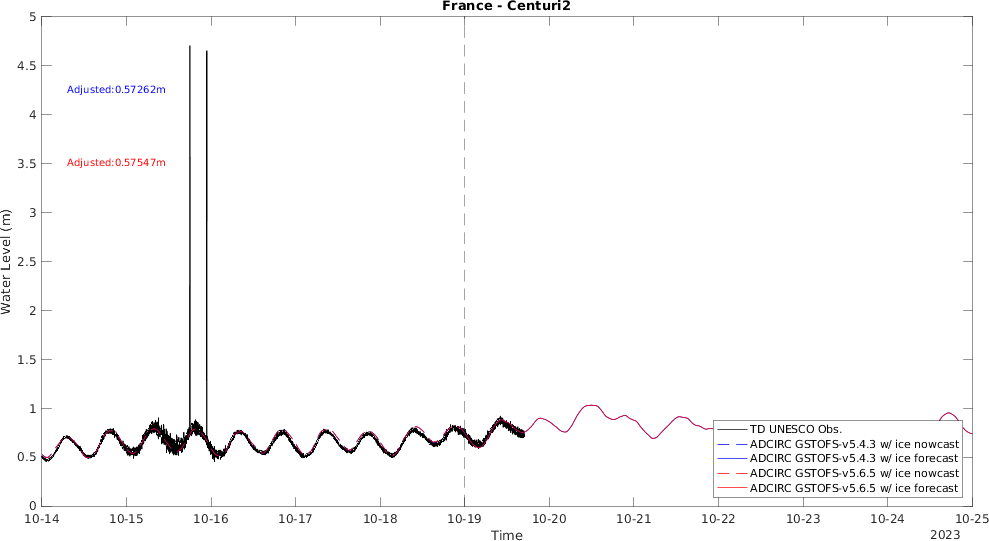 France - Centuri2
5
4.5
4
3.5
3
2.5
2
1.5
1
0.5
0
Water Level (m)
Adjusted:0.57262m
Adjusted:0.57547m
TD UNESCO Obs.
ADCIRC GSTOFS-v5.4.3 w/ ice nowcast
ADCIRC GSTOFS-v5.4.3 w/ ice forecast
ADCIRC GSTOFS-v5.6.5 w/ ice nowcast
ADCIRC GSTOFS-v5.6.5 w/ ice forecast
10-14 10-15 10-16 10-17 10-18 10-19 10-20 10-21 10-22 10-23 10-24 10-25
Time
2023